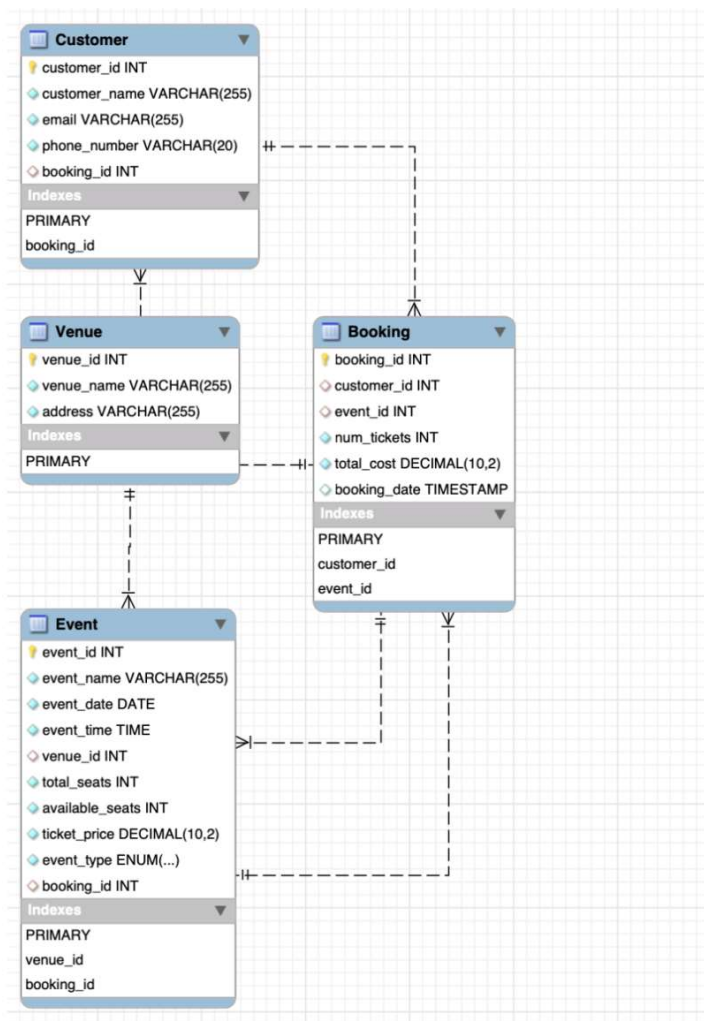 Customer
customer_id INT
customer_name VARCHAR(255)
email VARCHAR(255)
phone_number VARCHAR(20)
booking_id INT
Indexes
PRIMARY
booking_id
Venue
venue_id INT
venue_name VARCHAR(255)
address VARCHAR(255)
Indexes
PRIMARY
Booking
booking_id INT
customer_id INT
event_id INT
num_tickets INT
total_cost DECIMAL(10,2)
booking_date TIMESTAMP
Indexes
PRIMARY
customer_id
event_id
Event
event_id INT
event_name VARCHAR(255)
event_date DATE
event_time TIME
venue_id INT
total_seats INT
available_seats INT
ticket_price DECIMAL(10,2)
event_type ENUM(...)
booking_id INT
Indexes
PRIMARY
venue_id
booking_id